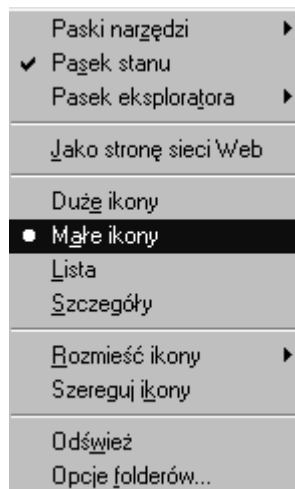 Paski narzędzi
Pasek stanu
Pasek eksploratora
Jako stronę sieci Web
Duże ikony
Małe ikony
Lista
Szczegóły
Rozmieść ikony
Szereguj ikony
Odśwież
Opcje folderów...